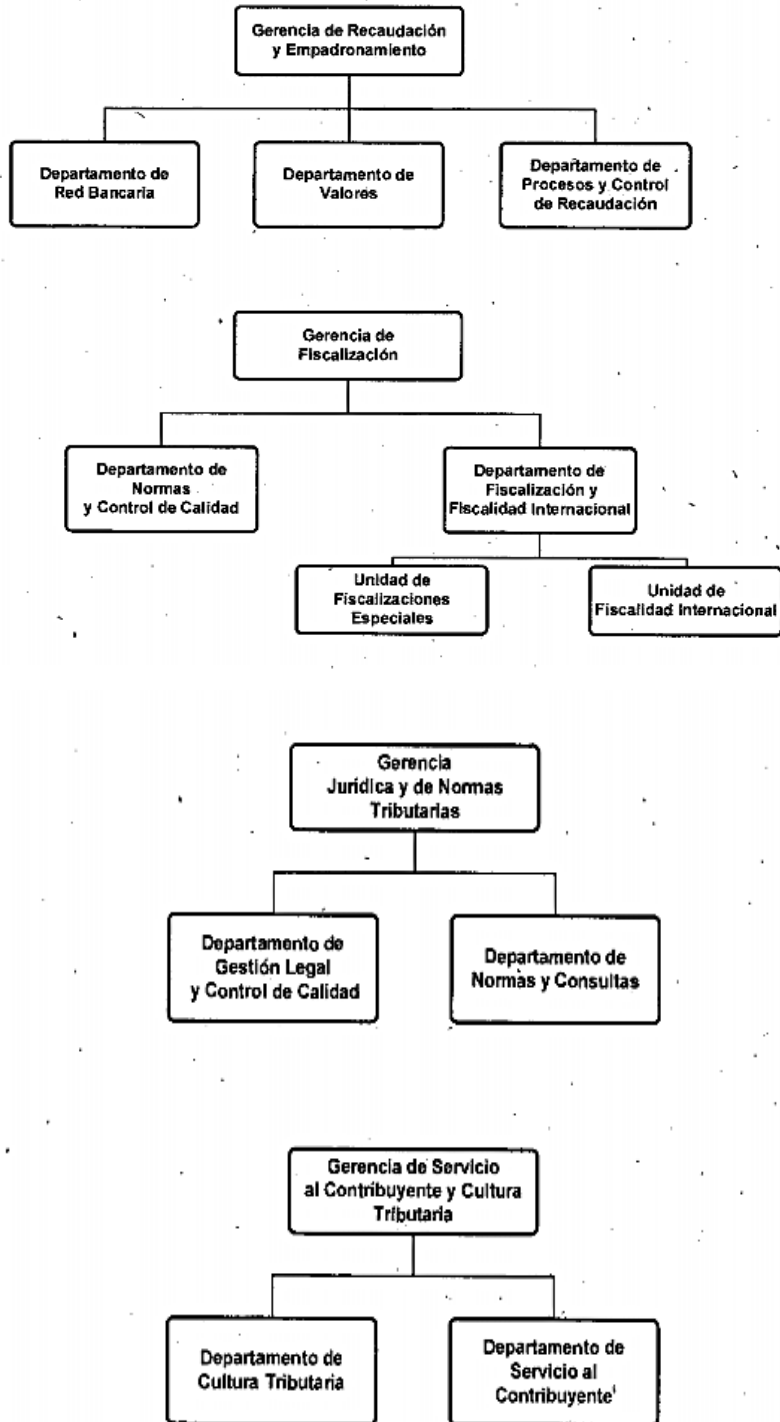 Gerencia de Recaudación
y Empadronamiento
Departamento de
Red Bancaria
Departamento de
Valores
Departamento de
Procesos y Control
de Recaudación
Gerencia de
Fiscalización
Departamento de
Normas
y Control de Calidad
Departamento de
Fiscalización y
Fiscalidad Internacional
Unidad de
Fiscalizaciones
Especiales
Unidad de
Fiscalidad Internacional
Gerencia
Jurídica y de Normas
Tributarias
Departamento de
Gestión Legal
y Control de Calidad
Departamento de
Normas y Consultas
Gerencia de Servicio
al Contribuyente y Cultura
Tributaria
Departamento de
Cultura Tributaria
Departamento de
Servicio al
Contribuyente